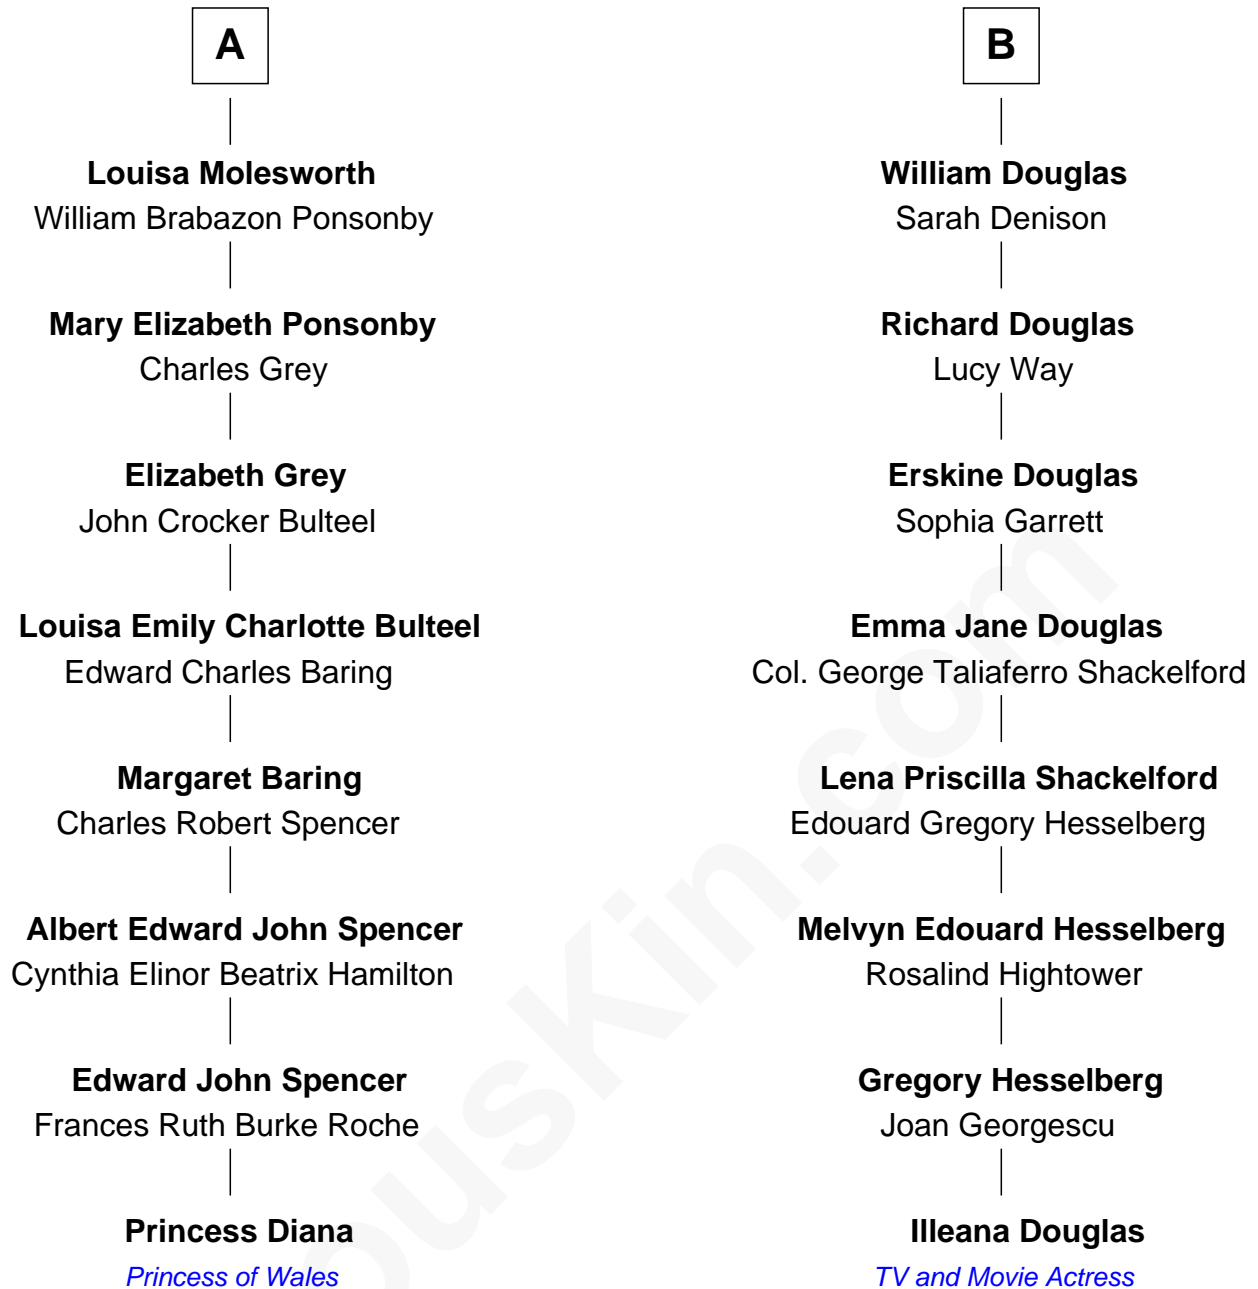 A
Louisa Molesworth
William Brabazon Ponsonby
Mary Elizabeth Ponsonby
Charles Grey
Elizabeth Grey
John Crocker Bulteel
Louisa Emily Charlotte Bulteel
Edward Charles Baring
Margaret Baring
Charles Robert Spencer
Albert Edward John Spencer
Cynthia Elinor Beatrix Hamilton
Edward John Spencer
Frances Ruth Burke Roche
Princess Diana
Princess of Wales
B
William Douglas
Sarah Denison
Richard Douglas
Lucy Way
Erskine Douglas
Sophia Garrett
Emma Jane Douglas
Col. George Taliaferro Shackelford
Lena Priscilla Shackelford
Edouard Gregory Hesselberg
Melvyn Edouard Hesselberg
Rosalind Hightower
Gregory Hesselberg
Joan Georgescu
Illeana Douglas
TV and Movie Actress
ousKin.com